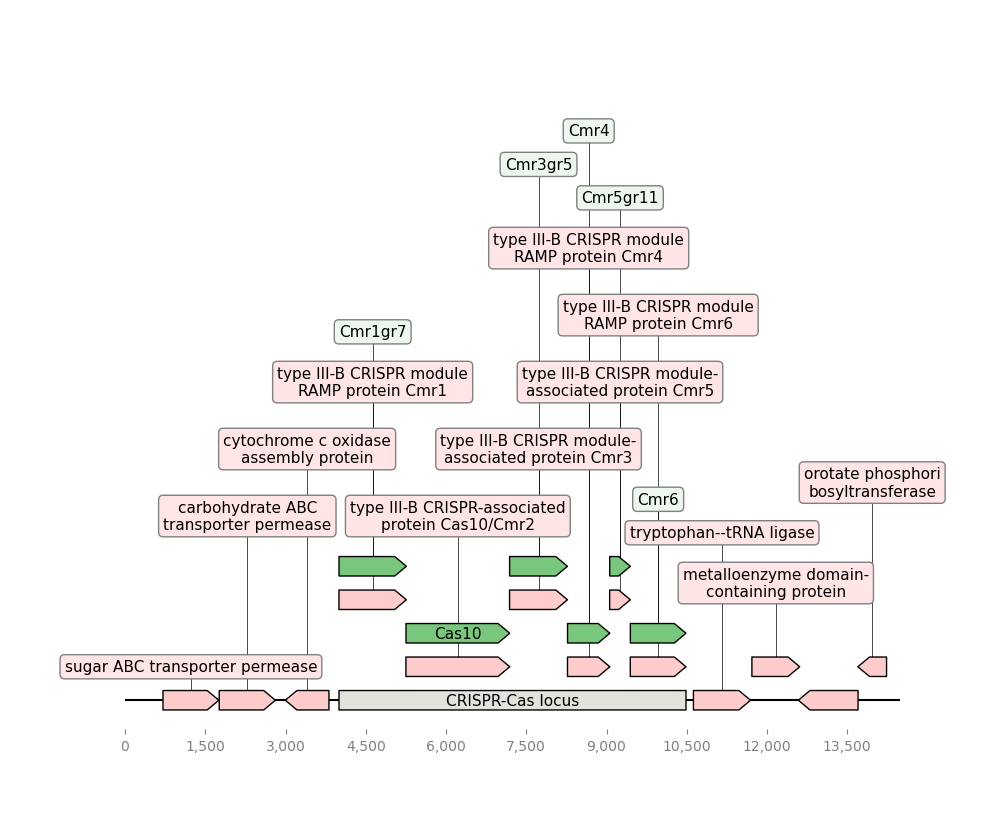 Cmr4
Cmr3gr5
Cmr5gr11
type III-B CRISPR module
RAMP protein Cmr4
type III-B CRISPR module
RAMP protein Cmr6
Cmr1gr7
type III-B CRISPR module
RAMP protein Cmr1
type III-B CRISPR module-
associated protein Cmr5
cytochrome c oxidase
assembly protein
type III-B CRISPR module-
associated protein Cmr3
orotate phosphori
bosyltransferase
Cmr6
carbohydrate ABC
transporter permease
type III-B CRISPR-associated
protein Cas10/Cmr2
tryptophan--tRNA ligase
metalloenzyme domain-
containing protein
Cas10
sugar ABC transporter permease
CRISPR-Cas locus
0 1,500 3,000 4,500 6,000 7,500 9,000 10,500 12,000 13,500